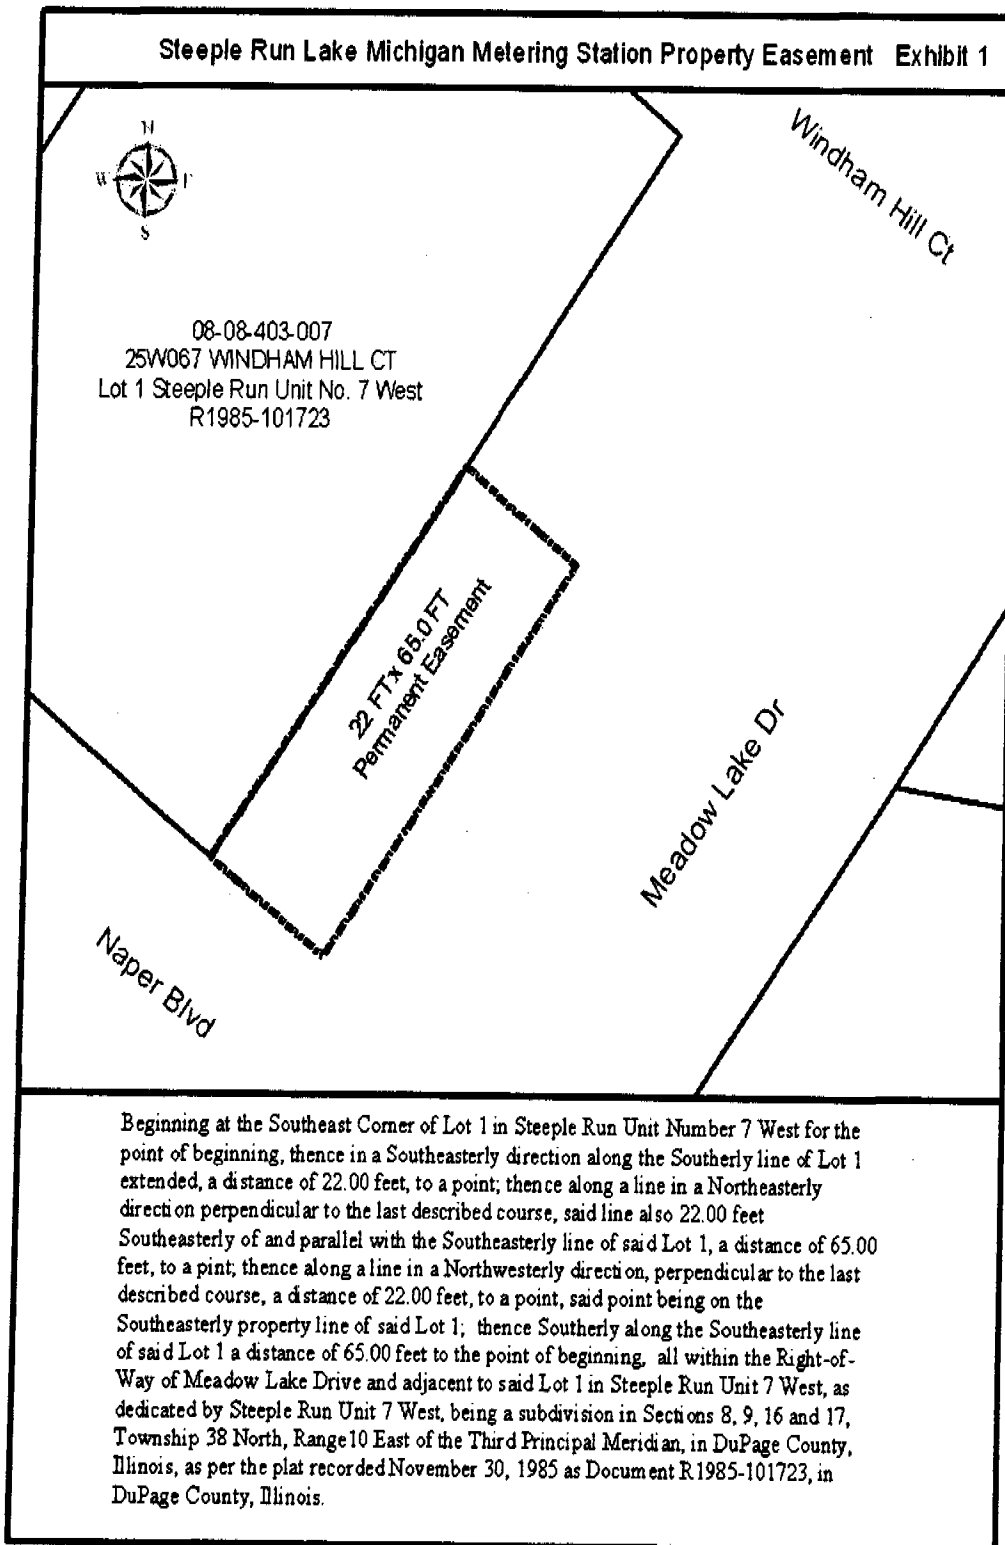 Steeple Run Lake Michigan Metering Station Property Easement Exhibit 1
Windham Hill Ct
N
W
S
08-08-403-007
25W067 WINDHAM HILL CT
Lot 1 Steeple Run Unit No. 7 West
R1985-101723
22 FT x 65.0 FT
Permanent Easement
Meadow Lake Dr
Naper Blvd
Beginning at the Southeast Corner of Lot 1 in Steeple Run Unit Number 7 West for the
point of beginning, thence in a Southeasterly direction along the Southerly line of Lot 1
extended, a distance of 22.00 feet, to a point; thence along a line in a Northeasterly
direction perpendicular to the last described course, said line also 22.00 feet
Southeasterly of and parallel with the Southeasterly line of said Lot 1, a distance of 65.00
feet, to a pint; thence along a line in a Northwesterly direction, perpendicular to the last
described course, a distance of 22.00 feet, to a point, said point being on the
Southeasterly property line of said Lot 1; thence Southerly along the Southeasterly line
of said Lot 1 a distance of 65.00 feet to the point of beginning, all within the Right-of-
Way of Meadow Lake Drive and adjacent to said Lot 1 in Steeple Run Unit 7 West, as
dedicated by Steeple Run Unit 7 West, being a subdivision in Sections 8, 9, 16 and 17,
Township 38 North, Range 10 East of the Third Principal Meridian, in DuPage County,
Illinois, as per the plat recorded November 30, 1985 as Document R1985-101723, in
DuPage County, Illinois.